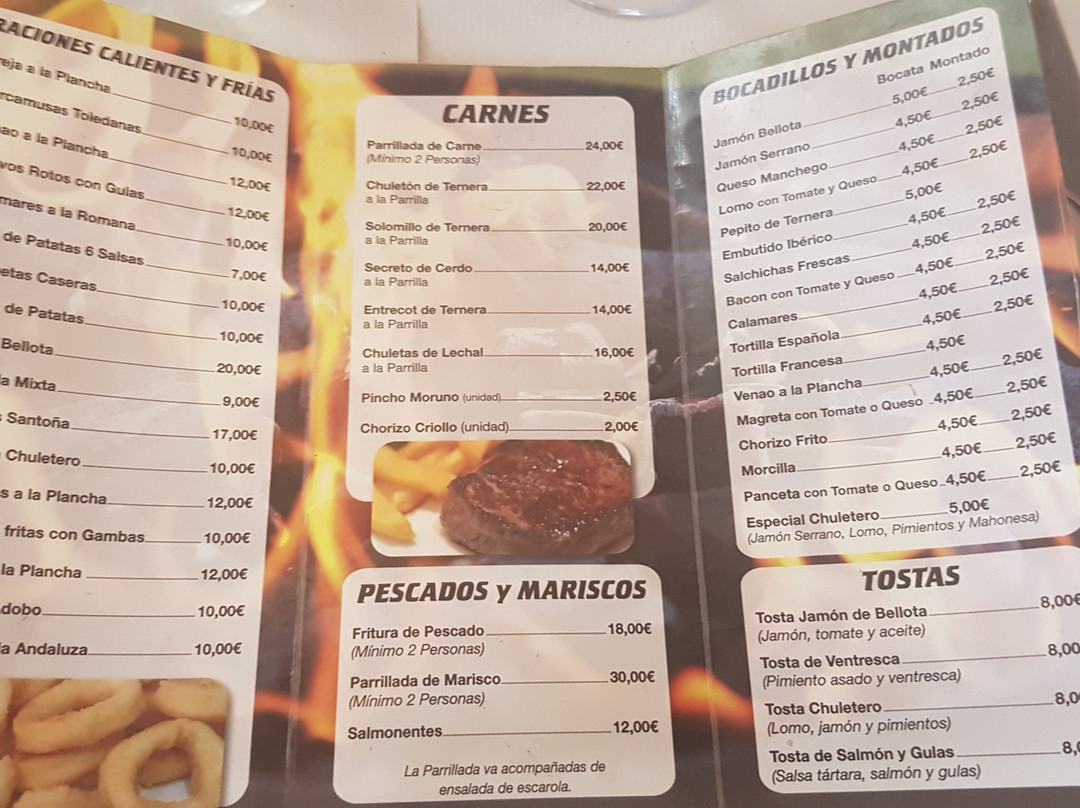 RACIONES CALIENTES Y FRÍAS
a la Plancha 10,00€
Toledanas 10,00€
a la Plancha 12,00€
Rotos con Gulas 12,00€
a la Romana 10,00€
de Patatas 6 Salsas 7,00€
Caseras 10,00€
de Patatas 10,00€
Bellota 20,00€
Mixta 9,00€
Santoña 17,00€
Chuletero 10,00€
a la Plancha 12,00€
fritas con Gambas 10,00€
la Plancha 12,00€
10,00€
Andaluza 10,00€
CARNES
Parrillada de Carne 24,00€
(Mínimo 2 Personas)
Chuletón de Ternera 22,00€
a la Parrilla
Solomillo de Ternera 20,00€
a la Parrilla
Secreto de Cerdo 14,00€
a la Parrilla
Entrecot de Ternera 14,00€
a la Parrilla
Chuletas de Lechal 16,00€
a la Parrilla
Pincho Moruno (unidad) 2,50€
Chorizo Criollo (unidad) 2,00€
PESCADOS y MARISCOS
Fritura de Pescado 18,00€
(Mínimo 2 Personas)
Parrillada de Marisco 30,00€
(Mínimo 2 Personas)
Salmonentes 12,00€
La Parrillada va acompañadas de
ensalada de escarola.
BOCADILLOS Y MONTADOS
Bocata Montado
Jamón Bellota 5,00€ 2,50€
Jamón Serrano 4,50€ 2,50€
Queso Manchego 4,50€ 2,50€
Lomo con Tomate y Queso 4,50€ 2,50€
Pepito de Ternera 5,00€
Embutido Ibérico 4,50€ 2,50€
Salchichas Frescas 4,50€ 2,50€
Bacon con Tomate y Queso 4,50€ 2,50€
Calamares 4,50€ 2,50€
Tortilla Española 4,50€ 2,50€
Tortilla Francesa 4,50€
Venao a la Plancha 4,50€ 2,50€
Magreta con Tomate o Queso 4,50€ 2,50€
Chorizo Frito 4,50€ 2,50€
Morcilla 4,50€ 2,50€
Panceta con Tomate o Queso 4,50€ 2,50€
Especial Chuletero 5,00€
(Jamón Serrano, Lomo, Pimientos y Mahonesa)
TOSTAS
Tosta Jamón de Bellota 8,00€
(Jamón, tomate y aceite)
Tosta de Ventresca 8,00
(Pimiento asado y ventresca)
Tosta Chuletero 8,0
(Lomo, jamón y pimientos)
Tosta de Salmón y Gulas 8,
(Salsa tártara, salmón y gulas)